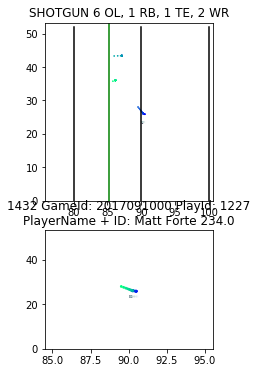 SHOTGUN 6 OL, 1 RB, 1 TE, 2 WR
50
40
30
20
10
0
80 85 90 95 100
1432 GameId: 2017091000 PlayId: 1227
PlayerName + ID: Matt Forte 234.0
40
20
0
85.0 87.5 90.0 92.5 95.0